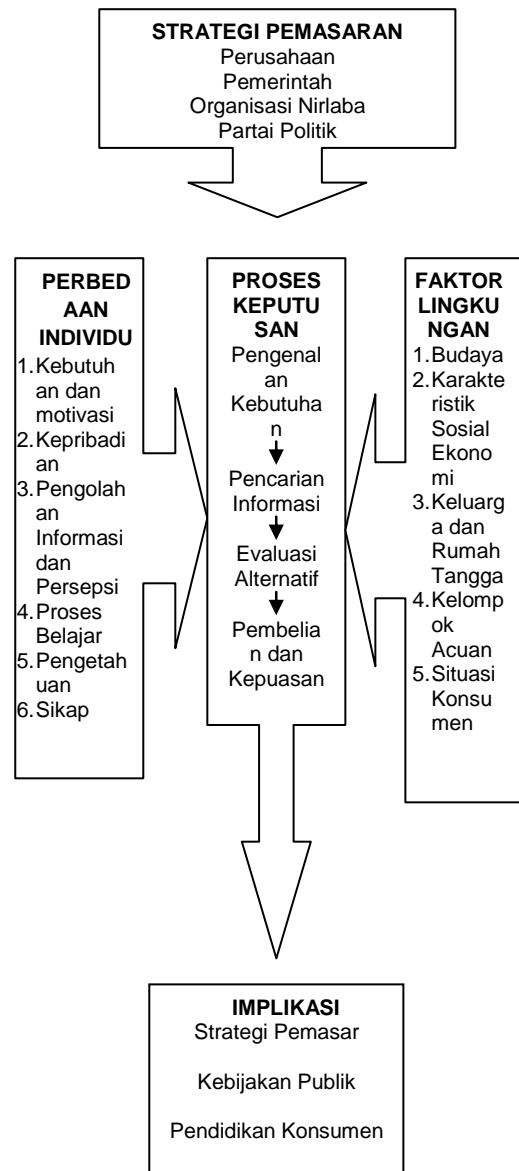 STRATEGI PEMASARAN
Perusahaan
Pemerintah
Organisasi Nirlaba
Partai Politik
PERBED
AAN
INDIVIDU
1.Kebutuh
an dan
motivasi
2.Kepribadi
an
3.Pengolah
an
Informasi
dan
Persepsi
4.Proses
Belajar
5.Pengetah
uan
6.Sikap
PROSES
KEPUTU
SAN
Pengenal
an
Kebutuha
n
Pencarian
Informasi
Evaluasi
Alternatif
Pembelia
n dan
Kepuasan
FAKTOR
LINGKU
NGAN
1.Budaya
2.Karakte
ristik
Sosial
Ekono
mi
3.Keluarg
a dan
Rumah
Tangga
4.Kelomp
ok
Acuan
5.Situasi
Konsu
men
IMPLIKASI
Strategi Pemasar
Kebijakan Publik
Pendidikan Konsumen